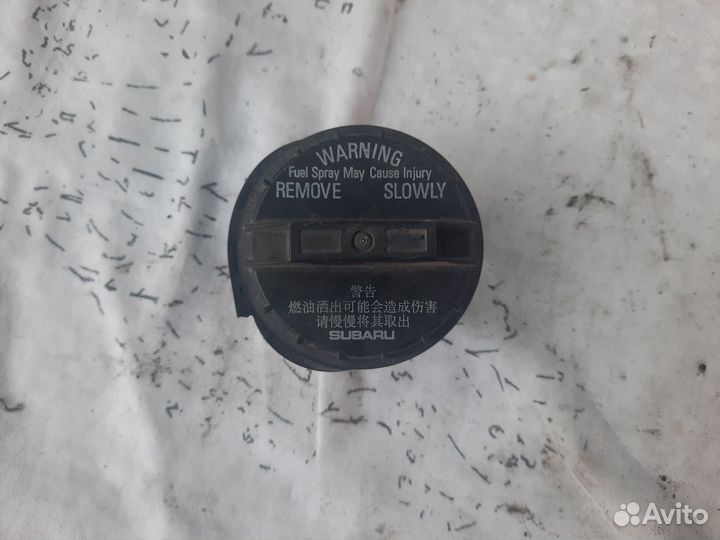 WARNING
Fuel Spray May Cause Injury
REMOVE SLOWLY
警告
燃油洒出可能会造成伤害
请慢慢将其取出
SUBARU
Avito